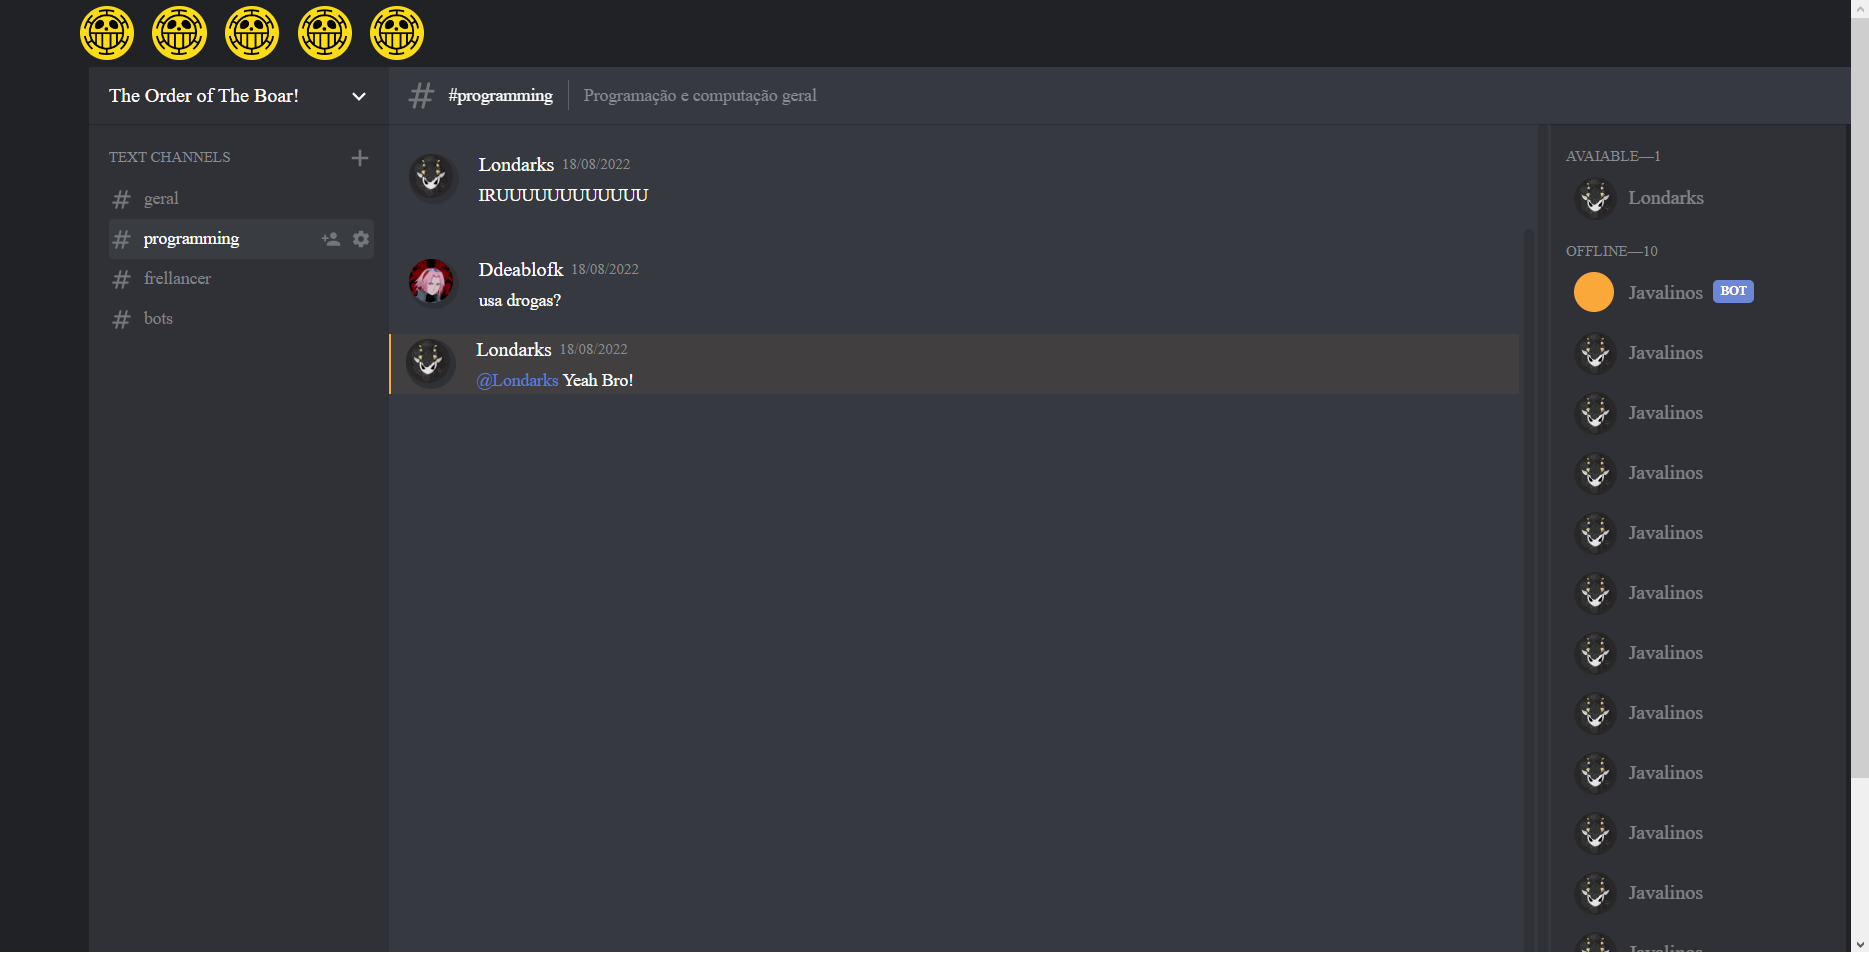 The Order of The Boar!
#programming
Programação e computação geral
TEXT CHANNELS
geral
programming
frellancer
bots
Londarks 18/08/2022
IRUUUUUUUUUUUU
Ddeablofk 18/08/2022
usa drogas?
Londarks 18/08/2022
@Londarks Yeah Bro!
AVAIABLE—1
Londarks
OFFLINE—10
Javalinos BOT
Javalinos
Javalinos
Javalinos
Javalinos
Javalinos
Javalinos
Javalinos
Javalinos
Javalinos
Javalinos
Javalinos